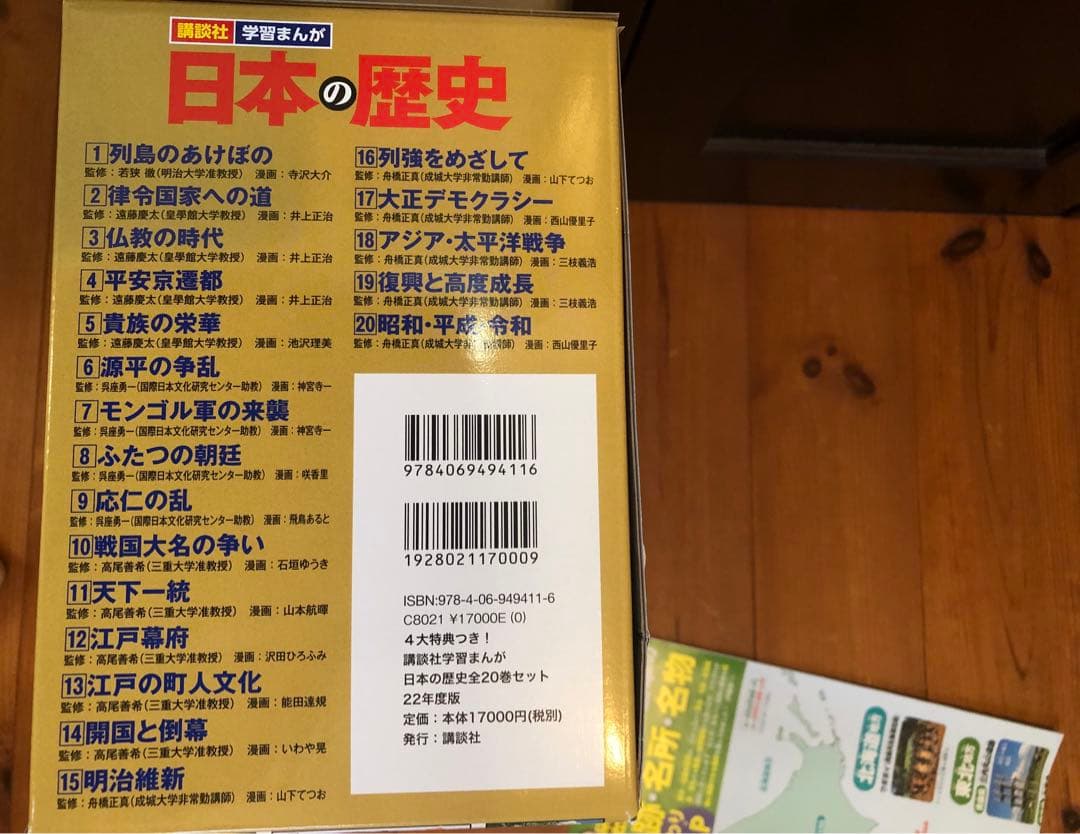 講談社 学習まんが
日本の歴史
1 列島のあけぼの
監修：若狭 徹(明治大学准教授) 漫画：寺沢大介
2 律令国家への道
監修：遠藤慶太(皇學館大学教授) 漫画：井上正治
3 仏教の時代
監修：遠藤慶太(皇學館大学教授) 漫画：井上正治
4 平安京遷都
監修：遠藤慶太(皇學館大学教授) 漫画：井上正治
5 貴族の栄華
監修：遠藤慶太(皇學館大学教授) 漫画：池沢理美
6 源平の争乱
監修：呉座勇一(国際日本文化研究センター助教) 漫画：神宮寺一
7 モンゴル軍の来襲
監修：呉座勇一(国際日本文化研究センター助教) 漫画：神宮寺一
8 ふたつの朝廷
監修：呉座勇一(国際日本文化研究センター助教) 漫画：咲香里
9 応仁の乱
監修：呉座勇一(国際日本文化研究センター助教) 漫画：飛鳥あると
10 戦国大名の争い
監修：高尾善希(三重大学准教授) 漫画：石垣ゆうき
11 天下一統
監修：高尾善希(三重大学准教授) 漫画：山本航暉
12 江戸幕府
監修：高尾善希(三重大学准教授) 漫画：沢田ひろふみ
13 江戸の町人文化
監修：高尾善希(三重大学准教授) 漫画：能田達規
14 開国と倒幕
監修：高尾善希(三重大学准教授) 漫画：いわや晃
15 明治維新
監修：舟橋正真(成城大学非常勤講師) 漫画：山下てつお
16 列強をめざして
監修：舟橋正真(成城大学非常勤講師) 漫画：山下てつお
17 大正デモクラシー
監修：舟橋正真(成城大学非常勤講師) 漫画：西山優里子
18 アジア・太平洋戦争
監修：舟橋正真(成城大学非常勤講師) 漫画：三枝義浩
19 復興と高度成長
監修：舟橋正真(成城大学非常勤講師) 漫画：三枝義浩
20 昭和・平成・令和
監修：舟橋正真(成城大学非常勤講師) 漫画：西山優里子
9784069494116
1928021170009
ISBN:978-4-06-949411-6
C8021 ¥17000E (0)
4大特典つき！
講談社学習まんが
日本の歴史全20巻セット
22年度版
定価：本体17000円(税別)
発行：講談社
名所・名物